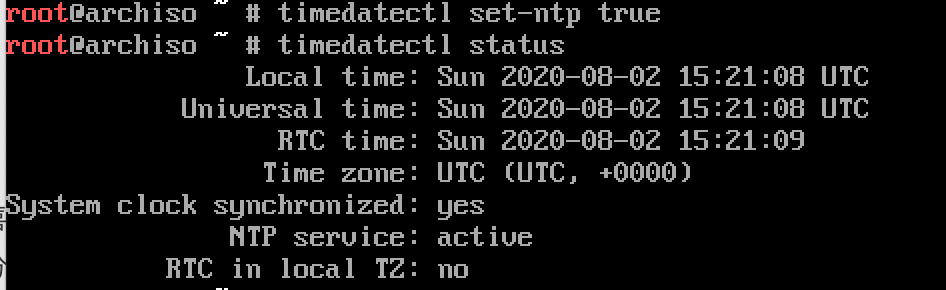 root@archiso ~ # timedatectl set-ntp true
root@archiso ~ # timedatectl status
Local time: Sun 2020-08-02 15:21:08 UTC
Universal time: Sun 2020-08-02 15:21:08 UTC
RTC time: Sun 2020-08-02 15:21:09
Time zone: UTC (UTC, +0000)
System clock synchronized: yes
NTP service: active
RTC in local TZ: no